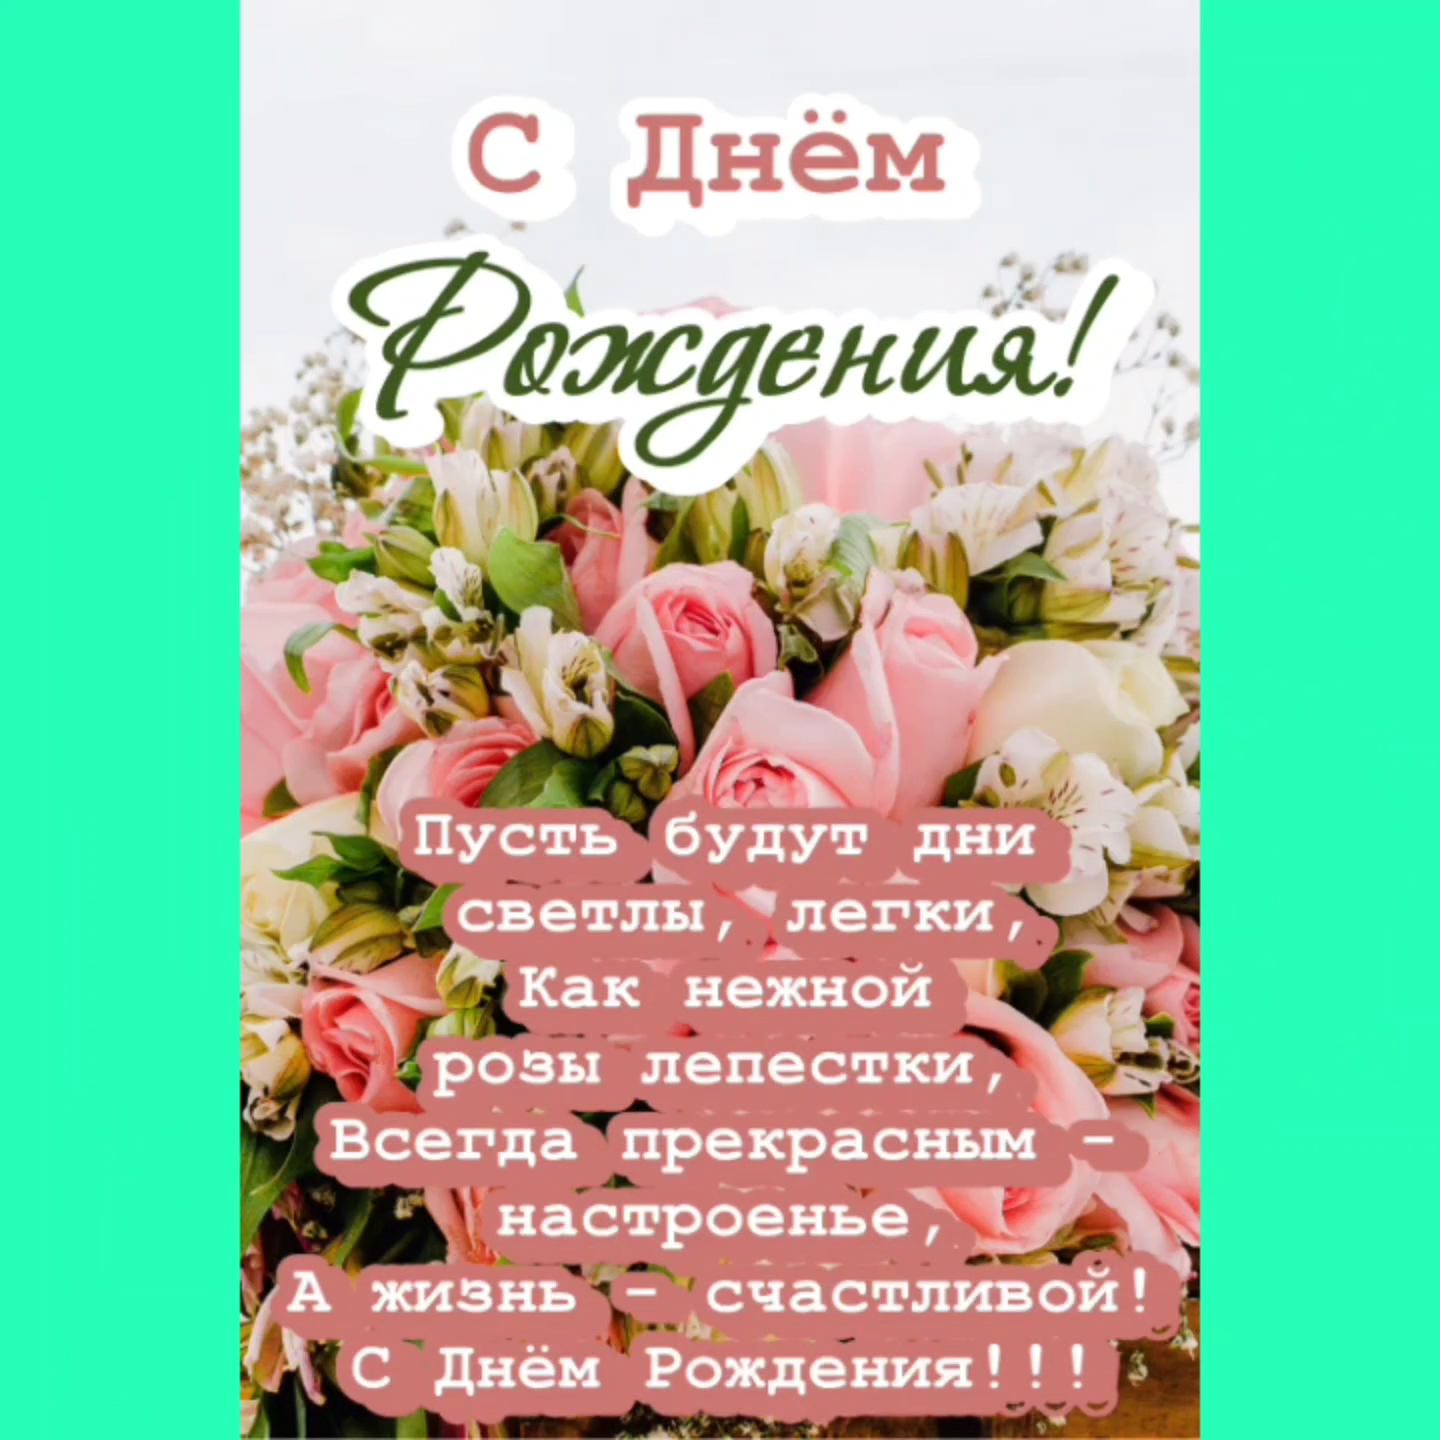 С Днём
Рождения!
Пусть будут дни
светлы, легки,
Как нежной
розы лепестки,
Всегда прекрасным -
настроенье,
А жизнь - счастливой!
С Днём Рождения!!!